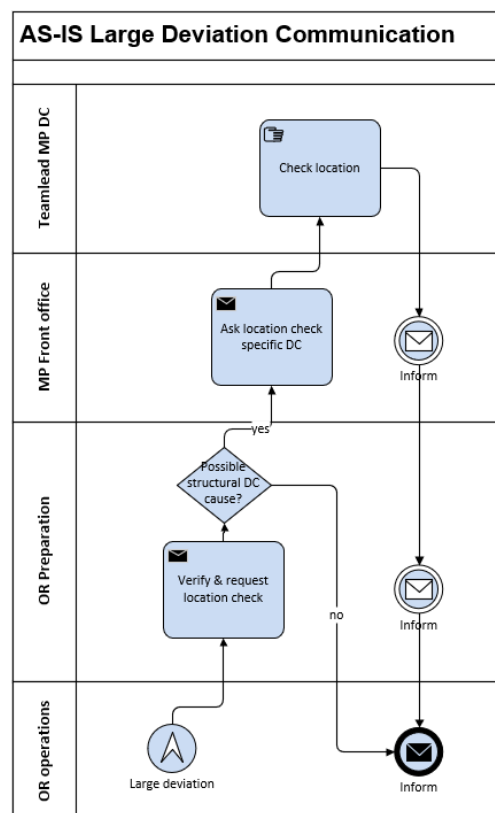 AS-IS Large Deviation Communication
Teamlead MP DC
Check location
MP Front office
Ask location check
specific DC
Inform
OR Preparation
yes
Possible
structural DC
cause?
Verify & request
location check
no
Inform
OR operations
Large deviation
Inform